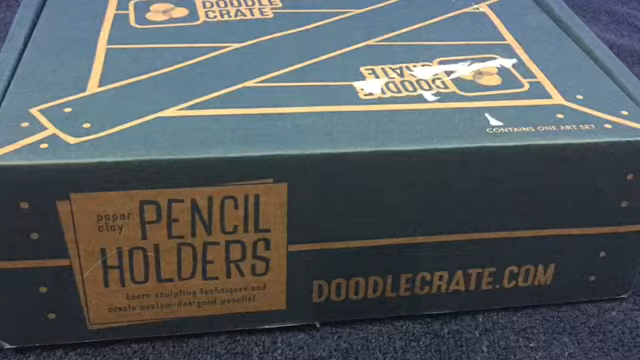 DOODLE
CRATE
DOODLE
CRATE
CONTAINS ONE ART SET
paper
clay
PENCIL
HOLDERS
Learn sculpting techniques and
create custom-designed pencils!
DOODLECRATE.COM